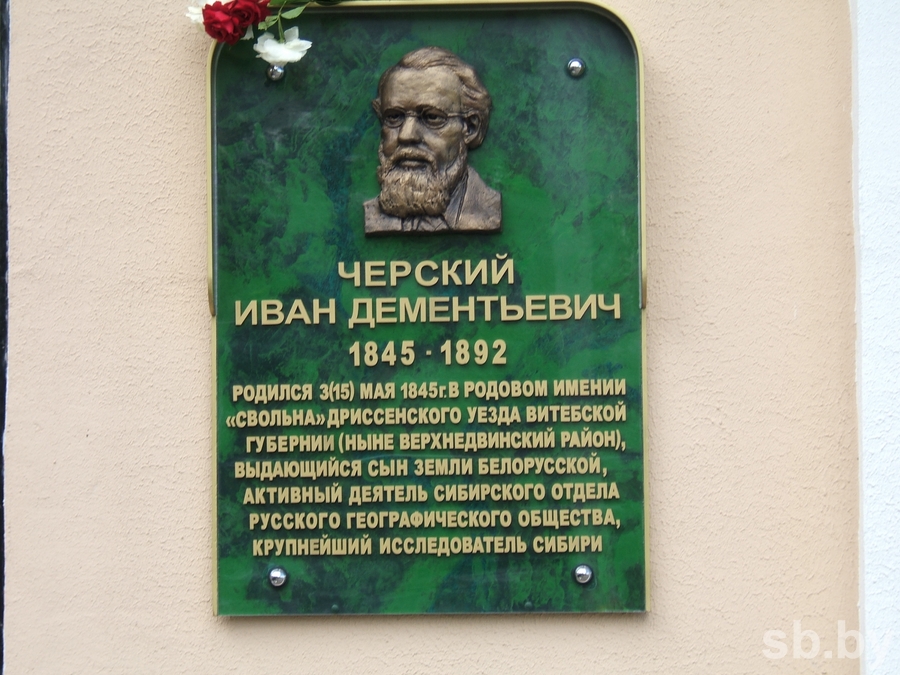 ЧЕРСКИЙ
ИВАН ДЕМЕНТЬЕВИЧ
1845 - 1892
РОДИЛСЯ 3(15) МАЯ 1845г. В РОДОВОМ ИМЕНИИ
«СВОЛЬНА» ДРИССЕНСКОГО УЕЗДА ВИТЕБСКОЙ
ГУБЕРНИИ (НЫНЕ ВЕРХНЕДВИНСКИЙ РАЙОН),
ВЫДАЮЩИЙСЯ СЫН ЗЕМЛИ БЕЛОРУССКОЙ,
АКТИВНЫЙ ДЕЯТЕЛЬ СИБИРСКОГО ОТДЕЛА
РУССКОГО ГЕОГРАФИЧЕСКОГО ОБЩЕСТВА,
КРУПНЕЙШИЙ ИССЛЕДОВАТЕЛЬ СИБИРИ
sb.by